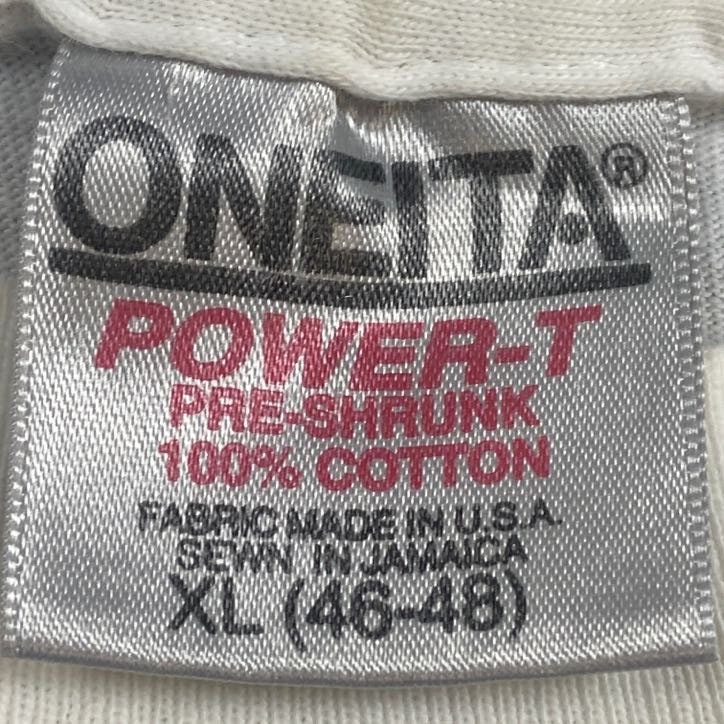 ONEITA®
POWER-T
PRE-SHRUNK
100% COTTON
FABRIC MADE IN U.S.A.
SEWN IN JAMAICA
XL (46-48)